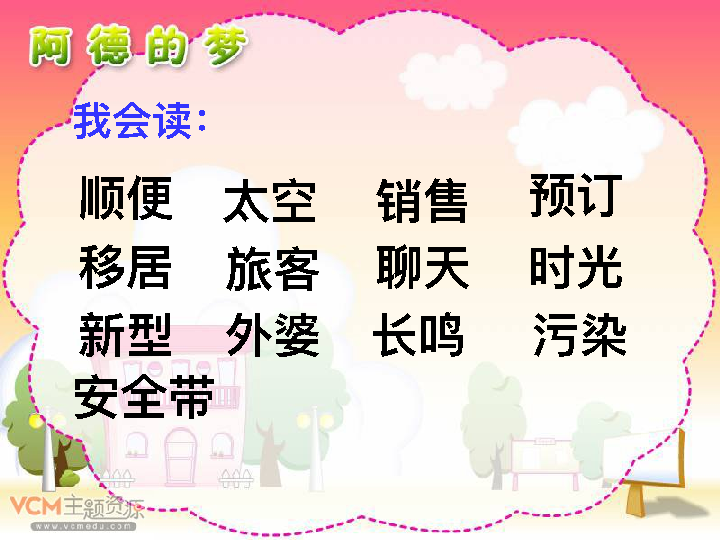 阿德的梦
我会读：
顺便 太空 销售 预订
移居 旅客 聊天 时光
新型 外婆 长鸣 污染
安全带
VCM主题资源
www.vcmedu.com